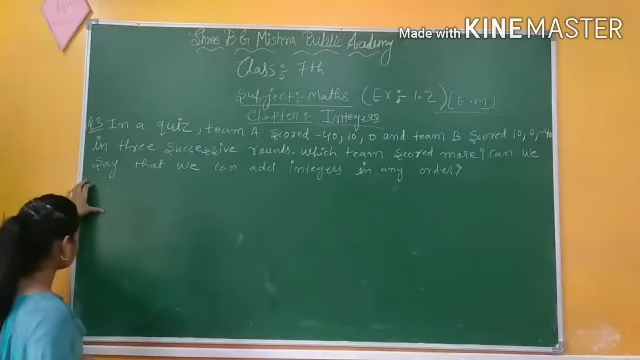 Made with KINEMASTER
Shree B G Mishra Public Academy
Class:- 7th
Subject:- Maths (Ex:- 1.2) [E.M]
Chapter: Integers
Q3 In a quiz, team A scored -40, 10, 0 and team B scored 10, 0, -40
in three successive rounds. which team scored more? Can we
say that we can add integers in any order?